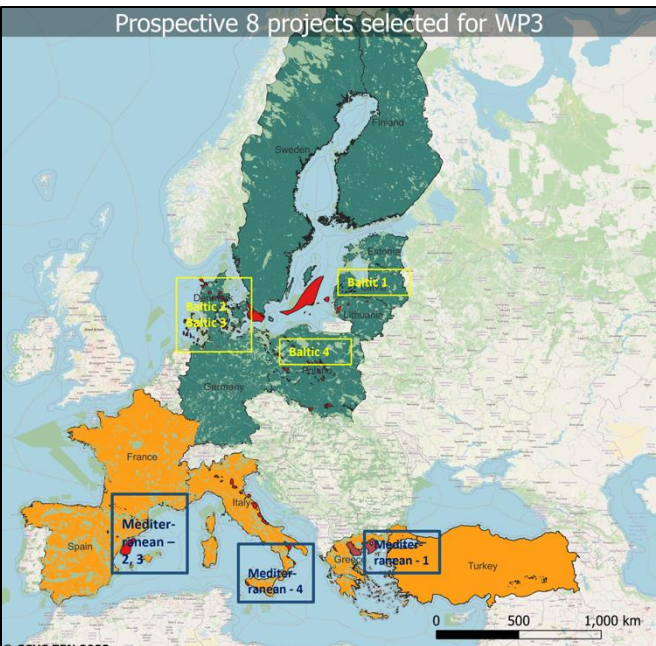 Prospective 8 projects selected for WP3
Finland
Sweden
Estonia
Baltic 1
Baltic 2,
Baltic 3
Lithuania
Baltic 4
Poland
Germany
France
Italy
Mediter-
ranean –
2, 3
Spain
Mediter-
ranean - 1
Greece
Turkey
Mediter-
ranean - 4
0 500 1,000 km